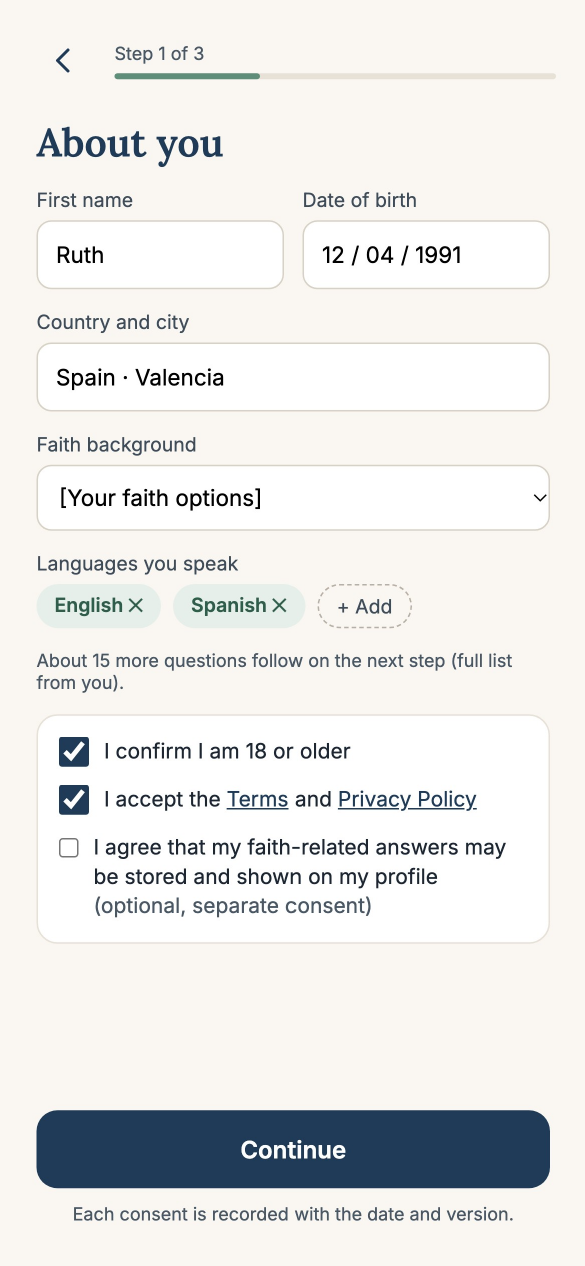 Step 1 of 3
About you
First name
Date of birth
Ruth
12 / 04 / 1991
Country and city
Spain · Valencia
Faith background
[Your faith options]
Languages you speak
English
Spanish
+ Add
About 15 more questions follow on the next step (full list
from you).
I confirm I am 18 or older
I accept the Terms and Privacy Policy
I agree that my faith-related answers may
be stored and shown on my profile
(optional, separate consent)
Continue
Each consent is recorded with the date and version.